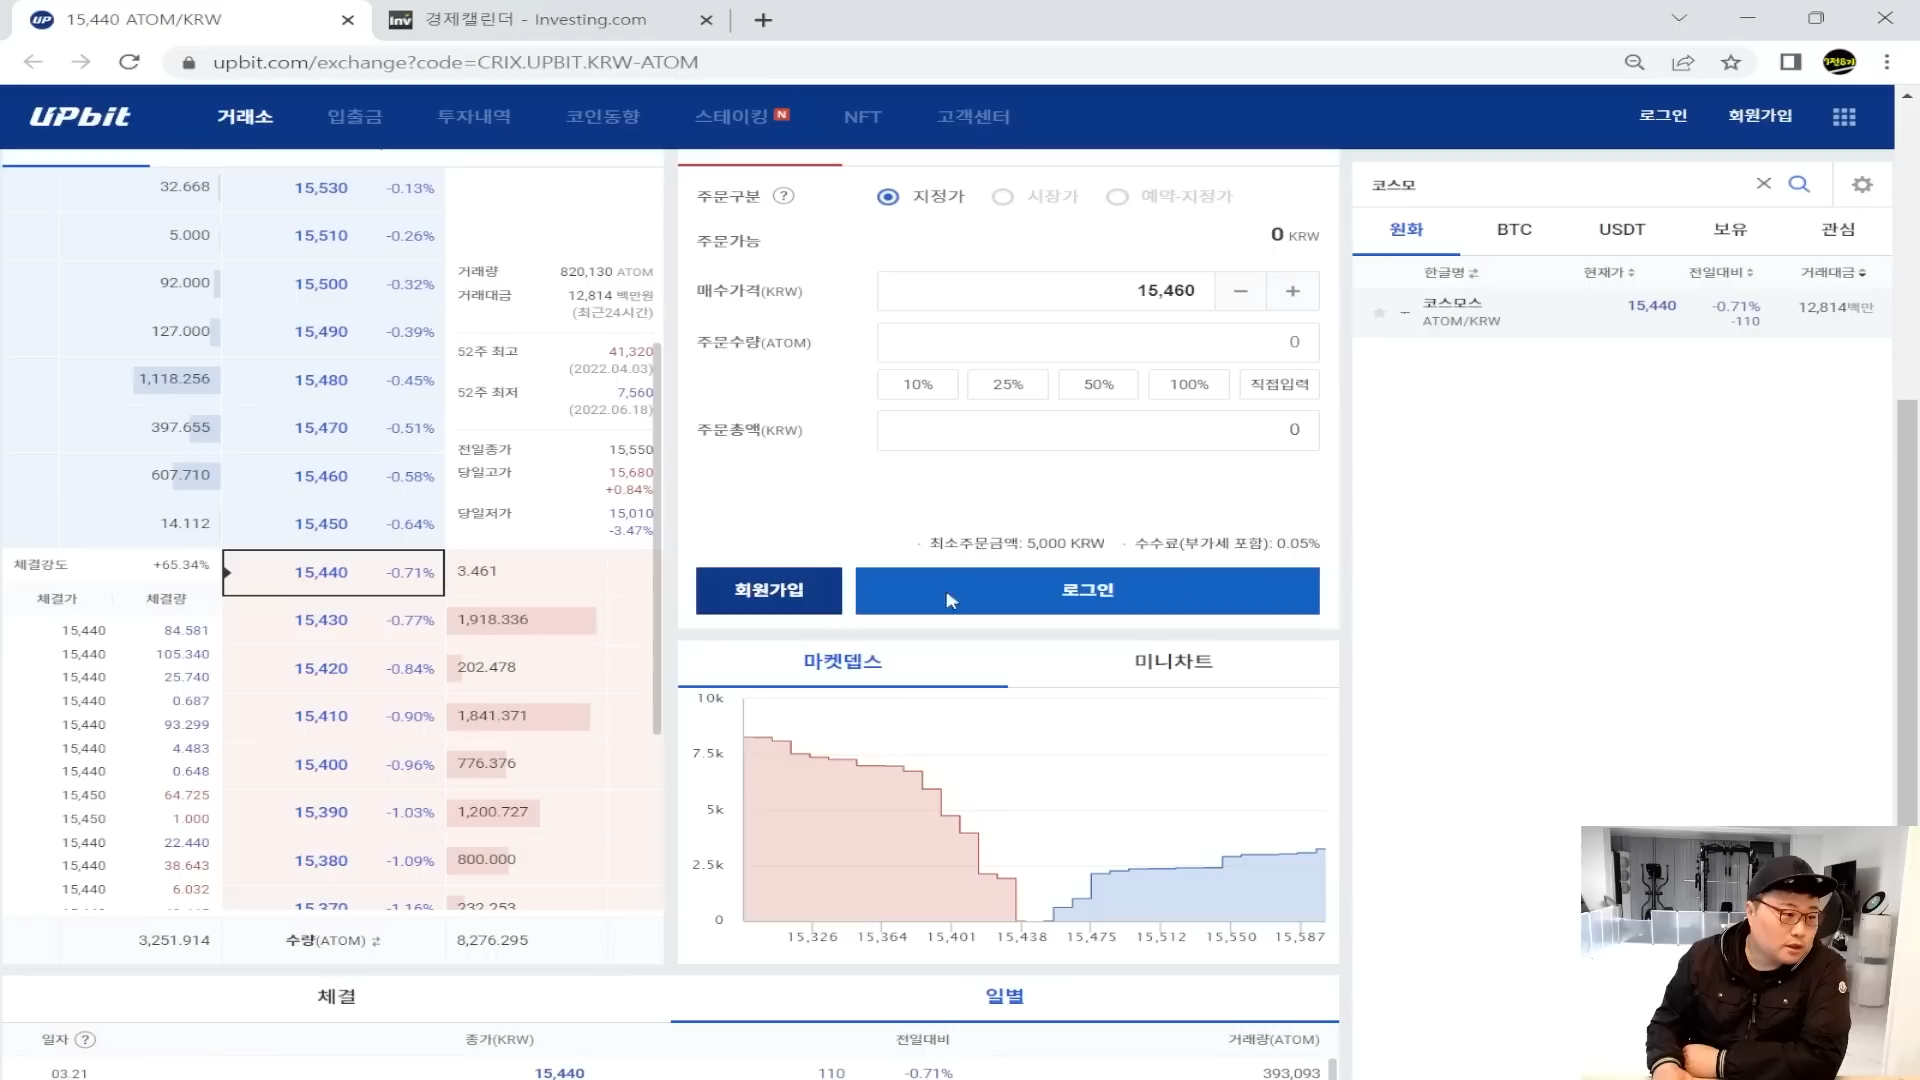 UP 15,440 ATOM/KRW
Inv 경제캘린더 - Investing.com
upbit.com/exchange?code=CRIX.UPBIT.KRW-ATOM
UPbit 거래소 입출금 투자내역 코인동향 스테이킹 N NFT 고객센터 로그인 회원가입
32.668 15,530 -0.13%
5.000 15,510 -0.26%
92.000 15,500 -0.32%
127.000 15,490 -0.39%
1,118.256 15,480 -0.45%
397.655 15,470 -0.51%
607.710 15,460 -0.58%
14.112 15,450 -0.64%
거래량 820,130 ATOM
거래대금 12,814 백만원
(최근24시간)
52주 최고 41,320
(2022.04.03)
52주 최저 7,560
(2022.06.18)
전일종가 15,550
당일고가 15,680
+0.84%
당일저가 15,010
-3.47%
체결강도 +65.34%
체결가 체결량
15,440 84.581
15,440 105.340
15,440 25.740
15,440 0.687
15,440 93.299
15,440 4.483
15,440 0.648
15,450 64.725
15,450 1.000
15,440 22.440
15,440 38.643
15,440 6.032
15,440 -0.71% 3.461
15,430 -0.77% 1,918.336
15,420 -0.84% 202.478
15,410 -0.90% 1,841.371
15,400 -0.96% 776.376
15,390 -1.03% 1,200.727
15,380 -1.09% 800.000
15,370 -1.16% 232.253
3,251.914 수량(ATOM) 8,276.295
주문구분 ? 지정가 시장가 예약-지정가
주문가능 0 KRW
매수가격(KRW) 15,460 − +
주문수량(ATOM) 0
10% 25% 50% 100% 직접입력
주문총액(KRW) 0
· 최소주문금액: 5,000 KRW · 수수료(부가세 포함): 0.05%
회원가입 로그인
마켓뎁스 미니차트
10k
7.5k
5k
2.5k
0
15,326 15,364 15,401 15,438 15,475 15,512 15,550 15,587
코스모
원화 BTC USDT 보유 관심
한글명 현재가 전일대비 거래대금
코스모스 15,440 -0.71% 12,814백만
ATOM/KRW -110
체결 일별
일자 ? 종가(KRW) 전일대비 거래량(ATOM)
03.21 15,440 110 -0.71% 393,093